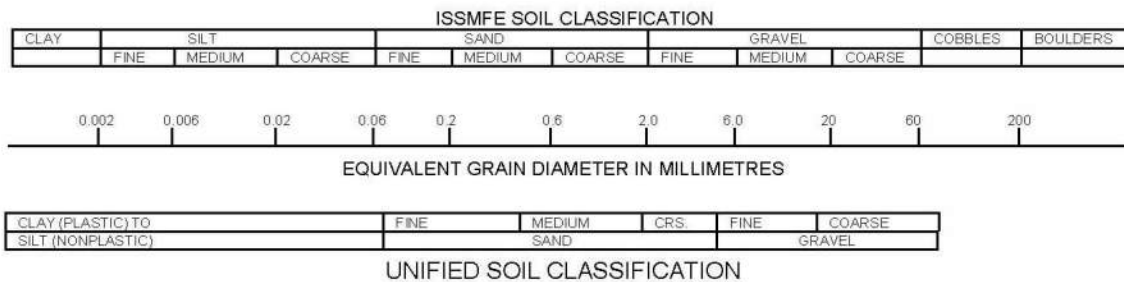 ISSMFE SOIL CLASSIFICATION
CLAY SILT SAND GRAVEL COBBLES BOULDERS
FINE MEDIUM COARSE FINE MEDIUM COARSE FINE MEDIUM COARSE
0.002 0.006 0.02 0.06 0.2 0.6 2.0 6.0 20 60 200
EQUIVALENT GRAIN DIAMETER IN MILLIMETRES
CLAY (PLASTIC) TO FINE MEDIUM CRS. FINE COARSE
SILT (NONPLASTIC) SAND GRAVEL
UNIFIED SOIL CLASSIFICATION